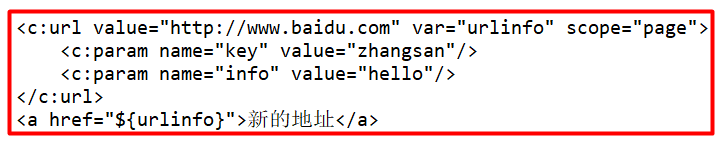 <c:url value="http://www.baidu.com" var="urlinfo" scope="page">
    <c:param name="key" value="zhangsan"/>
    <c:param name="info" value="hello"/>
</c:url>
<a href="${urlinfo}">新的地址</a>